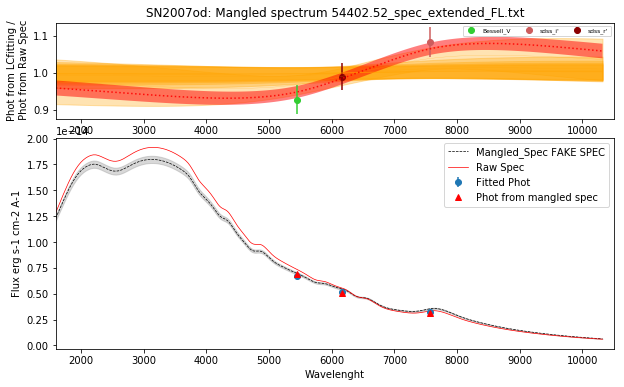 SN2007od: Mangled spectrum 54402.52_spec_extended_FL.txt
Phot from LCfitting /
Phot from Raw Spec
1.1
1.0
0.9
Bessell_V
sdss_i'
sdss_r'
2000 3000 4000 5000 6000 7000 8000 9000 10000
1e−14
Flux erg s-1 cm-2 A-1
2.00
1.75
1.50
1.25
1.00
0.75
0.50
0.25
0.00
Mangled_Spec FAKE SPEC
Raw Spec
Fitted Phot
Phot from mangled spec
2000 3000 4000 5000 6000 7000 8000 9000 10000
Wavelenght